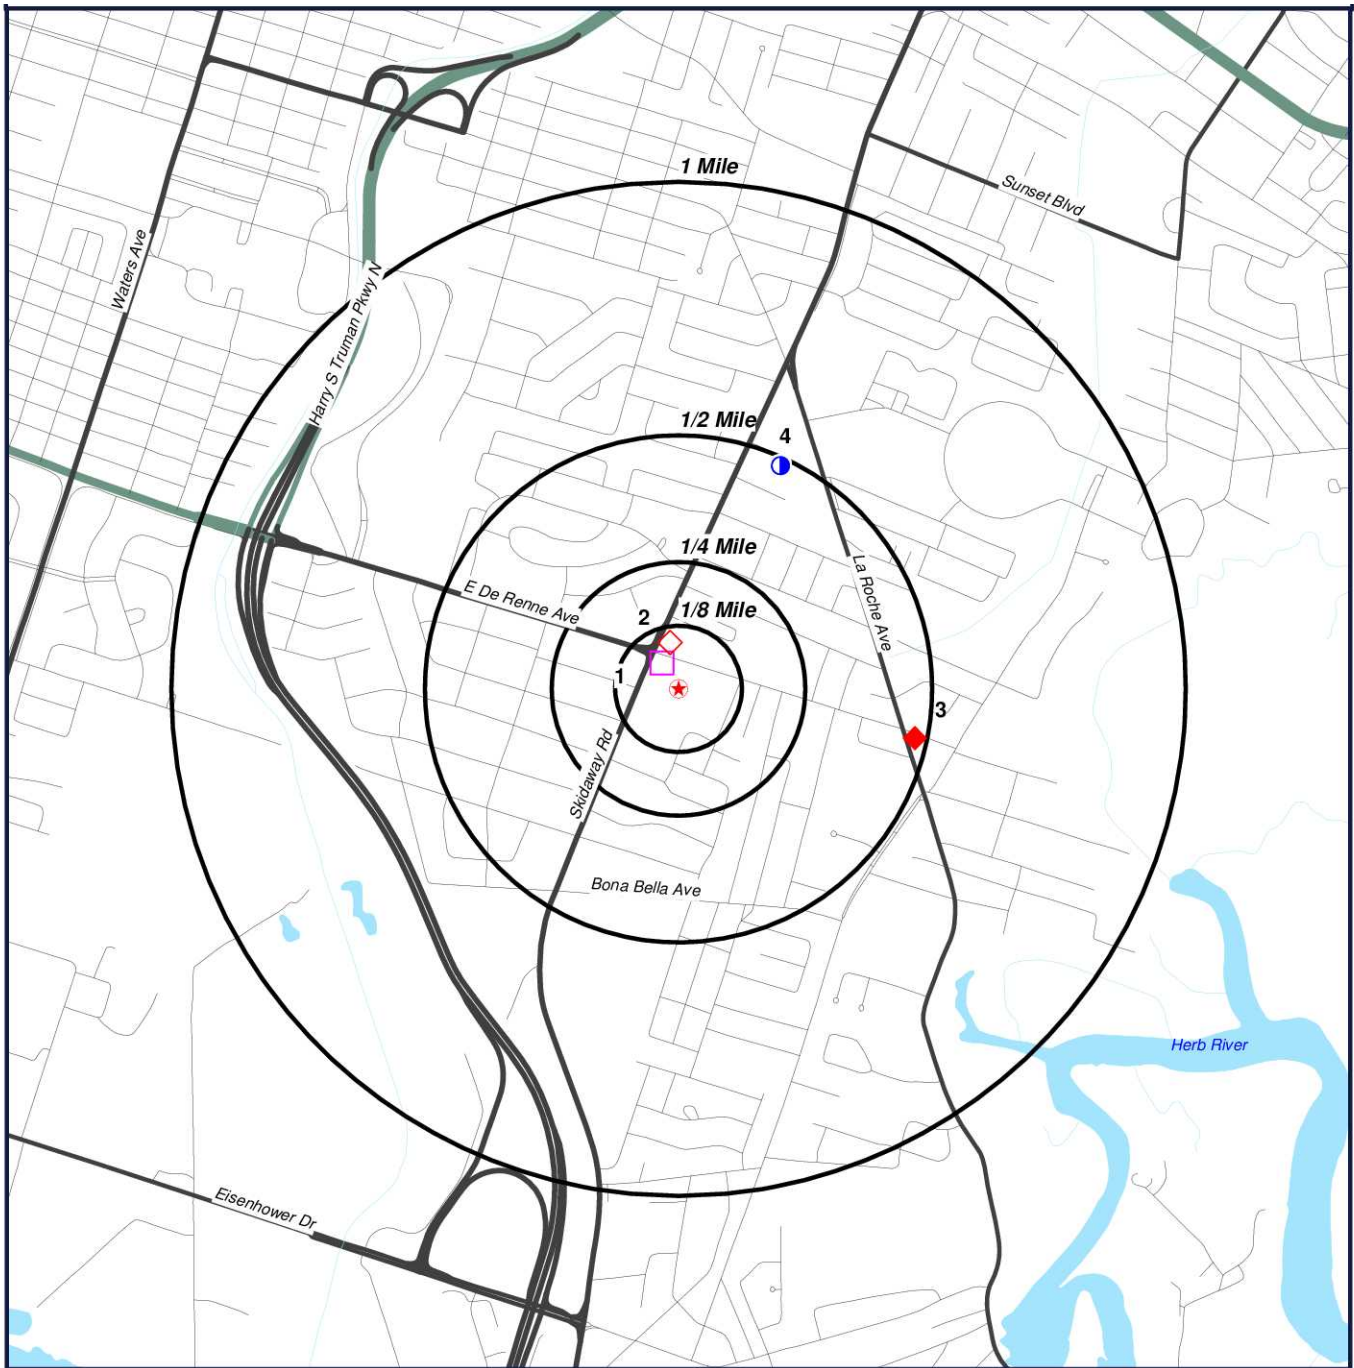 1 Mile
Sunset Blvd
Waters Ave
Harry S Truman Pkwy N
1/2 Mile
4
1/4 Mile
La Roche Ave
E De Renne Ave
2
1/8 Mile
1
3
Skidaway Rd
Bona Bella Ave
Herb River
Eisenhower Dr